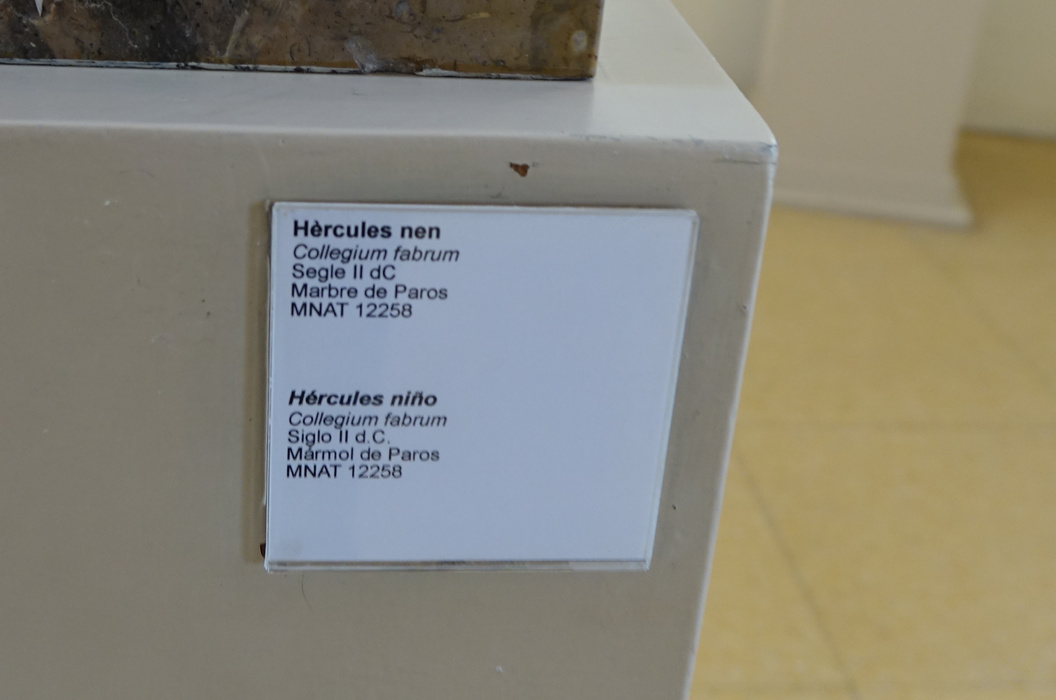 Hèrcules nen
Collegium fabrum
Segle II dC
Marbre de Paros
MNAT 12258
Hércules niño
Collegium fabrum
Siglo II d.C.
Mármol de Paros
MNAT 12258